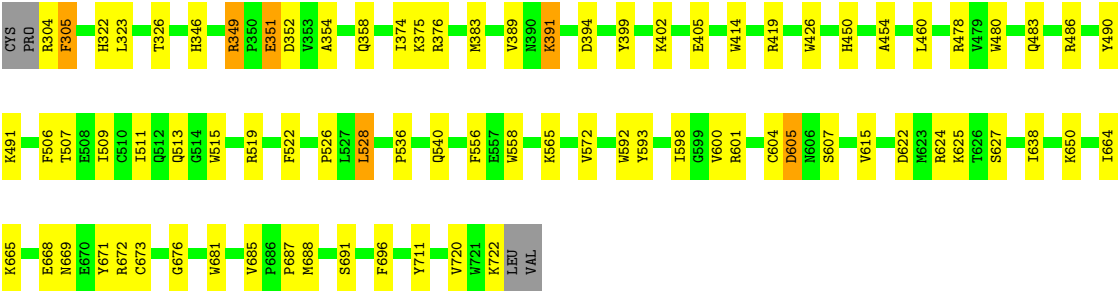 CYS PRO R304 F305 H322 L323 T326 H346 R349 P350 E351 D352 V353 A354 Q358 I374 K375 R376 M383 V389 N390 K391 D394 Y399 K402 E405 W414 R419 W426 H450 A454 L460 R478 V479 W480 Q483 R486 Y490
K491 F506 T507 E508 I509 C510 I511 Q512 Q513 G514 W515 R519 F522 P526 L527 L528 P536 Q540 F556 E557 W558 K565 V572 W592 Y593 I598 G599 V600 R601 C604 D605 N606 S607 V615 D622 M623 R624 K625 T626 S627 I638 K650 I664
K665 E668 N669 E670 Y671 R672 C673 G676 W681 V685 P686 P687 M688 S691 F696 Y711 V720 W721 K722 LEU VAL